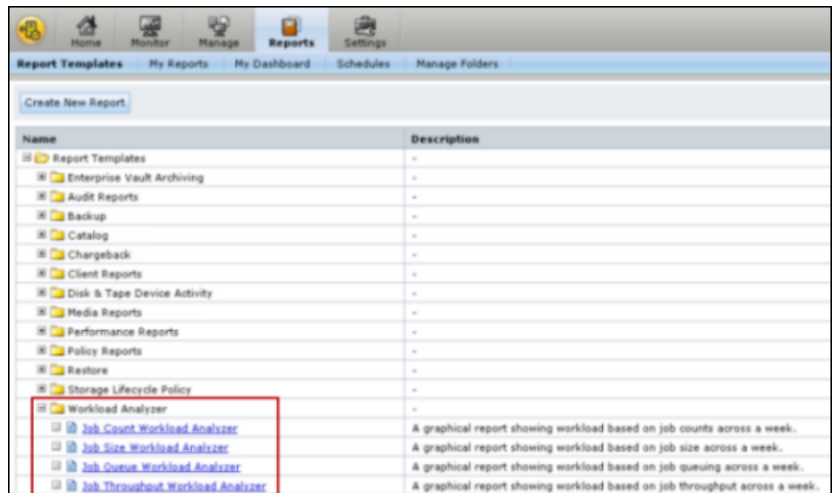 Home Monitor Manage Reports Settings
Report Templates My Reports My Dashboard Schedules Manage Folders
Create New Report
Name Description
Report Templates -
Enterprise Vault Archiving -
Audit Reports -
Backup -
Catalog -
Chargeback -
Client Reports -
Disk & Tape Device Activity -
Media Reports -
Performance Reports -
Policy Reports -
Restore -
Storage Lifecycle Policy -
Workload Analyzer -
Job Count Workload Analyzer A graphical report showing workload based on job counts across a week.
Job Size Workload Analyzer A graphical report showing workload based on job size across a week.
Job Queue Workload Analyzer A graphical report showing workload based on job queuing across a week.
Job Throughput Workload Analyzer A graphical report showing workload based on job throughput across a week.